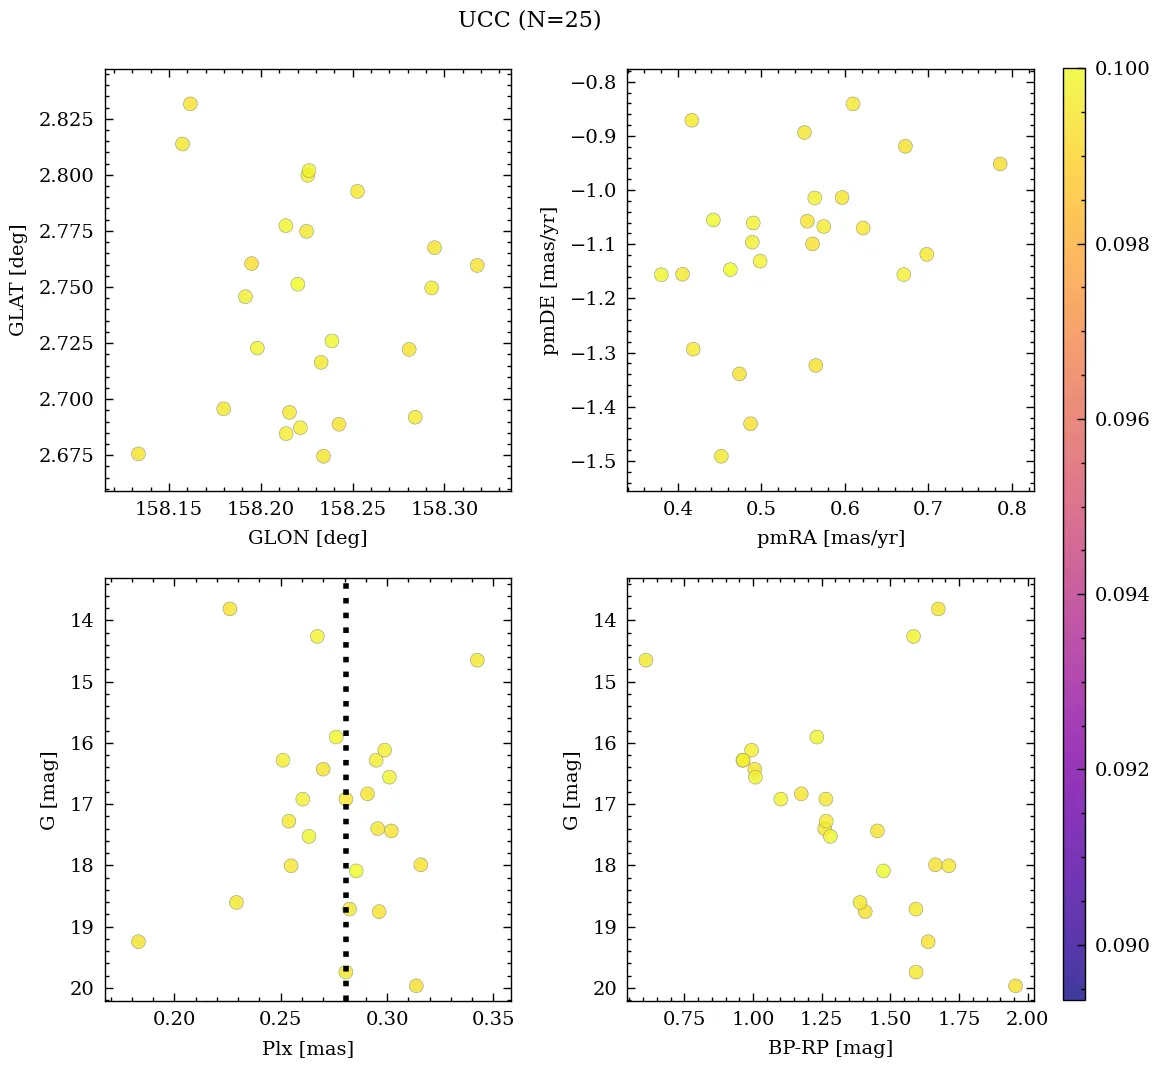 UCC (N=25)
2.825
2.800
2.775
2.750
2.725
2.700
2.675
GLAT [deg]
158.15 158.20 158.25 158.30
GLON [deg]
−0.8
−0.9
−1.0
−1.1
−1.2
−1.3
−1.4
−1.5
pmDE [mas/yr]
0.4 0.5 0.6 0.7 0.8
pmRA [mas/yr]
14
15
16
17
18
19
20
G [mag]
0.20 0.25 0.30 0.35
Plx [mas]
14
15
16
17
18
19
20
G [mag]
0.75 1.00 1.25 1.50 1.75 2.00
BP-RP [mag]
0.100
0.098
0.096
0.094
0.092
0.090